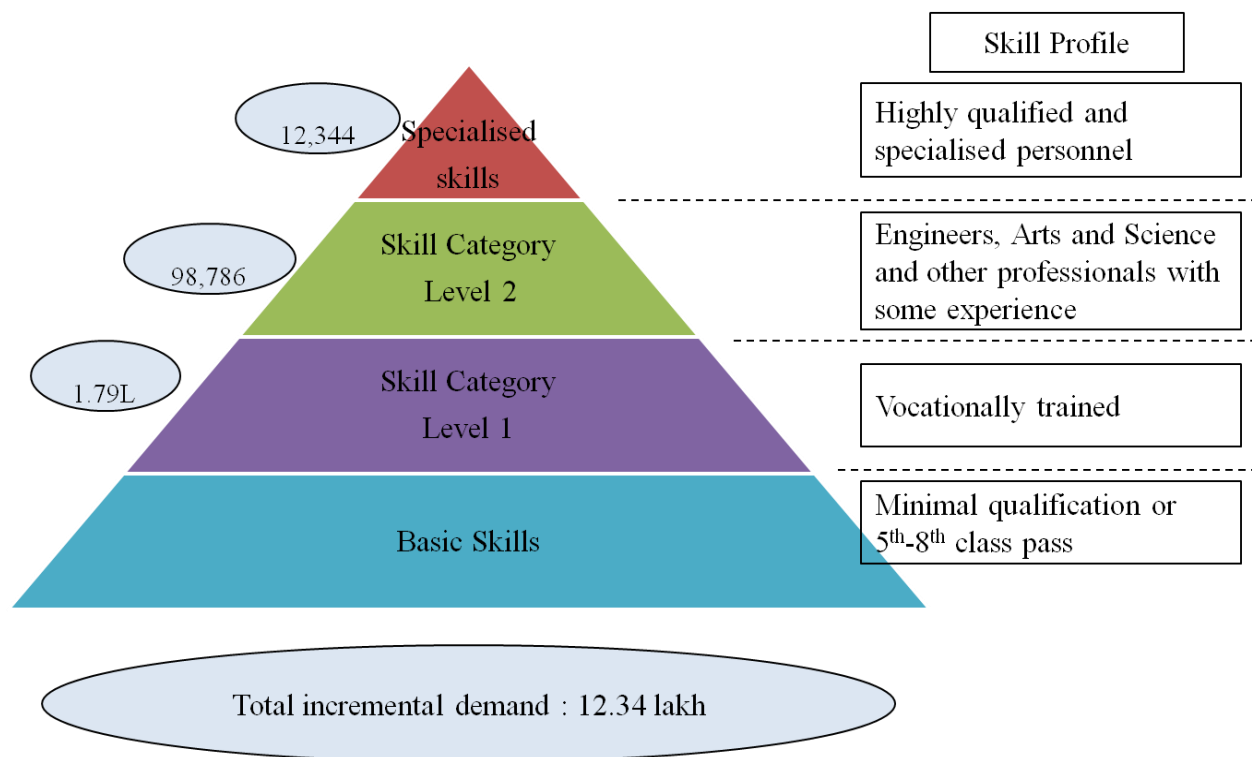 Skill Profile
12,344
Specialised
skills
Highly qualified and
specialised personnel
98,786
Skill Category
Level 2
Engineers, Arts and Science
and other professionals with
some experience
1.79L
Skill Category
Level 1
Vocationally trained
Basic Skills
Minimal qualification or
5th-8th class pass
Total incremental demand : 12.34 lakh